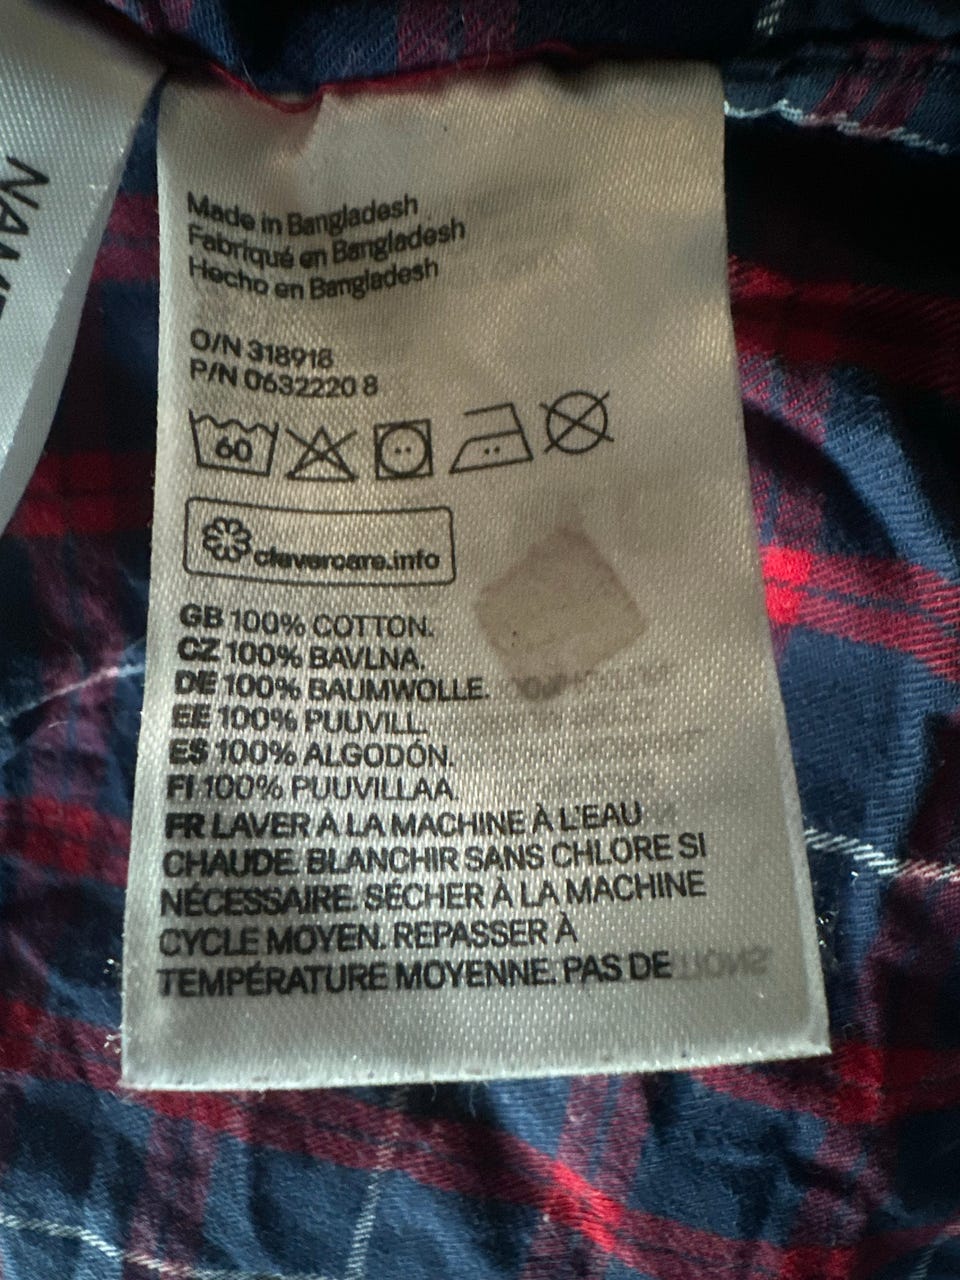 Made in Bangladesh
Fabriqué en Bangladesh
Hecho en Bangladesh
O/N 318918
P/N 0632220 8
60
clevercare.info
GB 100% COTTON.
CZ 100% BAVLNA.
DE 100% BAUMWOLLE.
EE 100% PUUVILL.
ES 100% ALGODÓN.
FI 100% PUUVILLAA.
FR LAVER À LA MACHINE À L'EAU
CHAUDE. BLANCHIR SANS CHLORE SI
NÉCESSAIRE. SÉCHER À LA MACHINE
CYCLE MOYEN. REPASSER À
TEMPÉRATURE MOYENNE. PAS DE